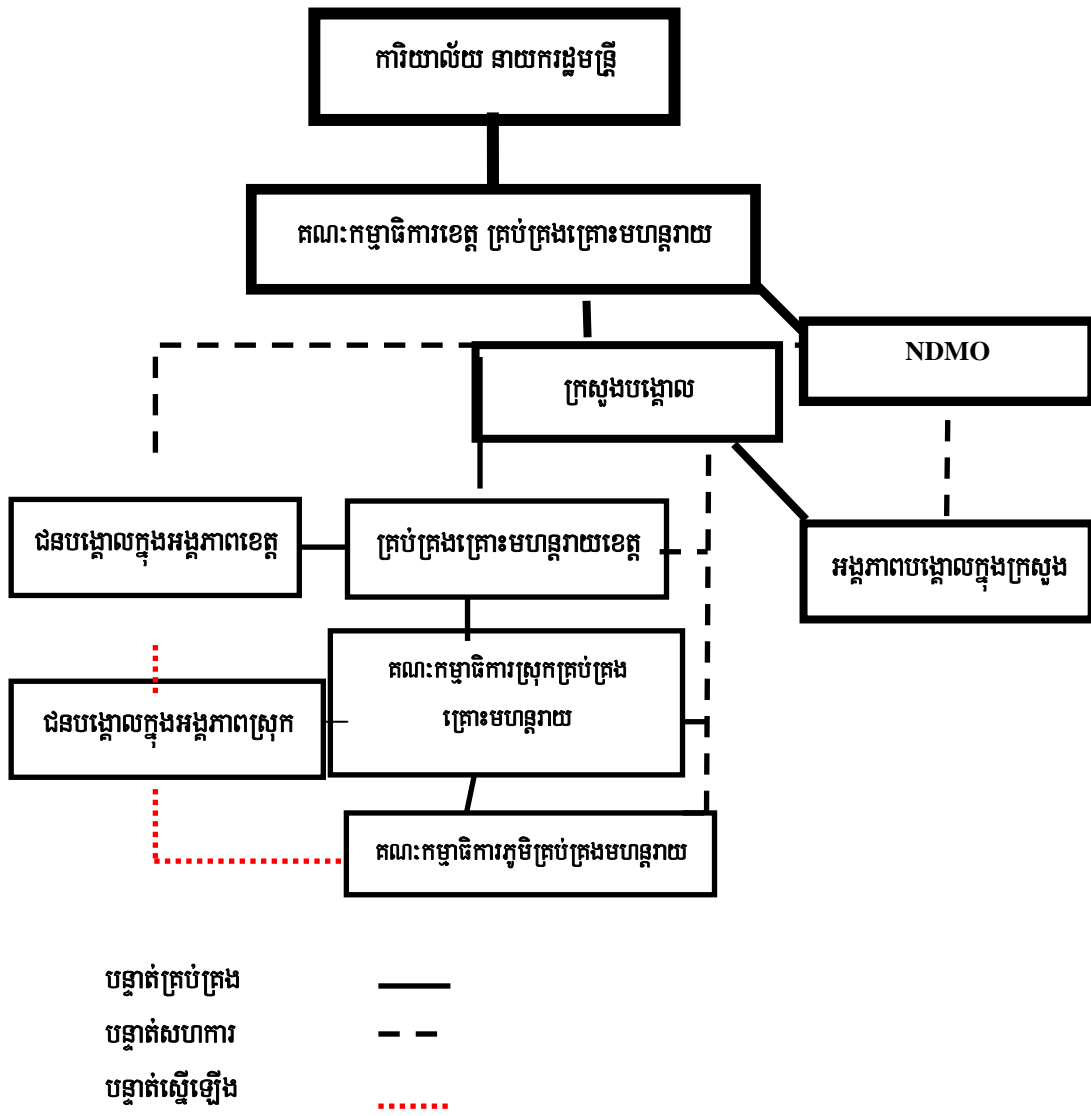 ការិយាល័យ នាយករដ្ឋមន្ត្រី
គណៈកម្មាធិការខេត្ត គ្រប់គ្រងគ្រោះមហន្តរាយ
NDMO
ក្រសួងបង្គោល
ជនបង្គោលក្នុងអង្គភាពខេត្ត
គ្រប់គ្រងគ្រោះមហន្តរាយខេត្ត
អង្គភាពបង្គោលក្នុងក្រសួង
គណៈកម្មាធិការស្រុកគ្រប់គ្រង
គ្រោះមហន្តរាយ
ជនបង្គោលក្នុងអង្គភាពស្រុក
គណៈកម្មាធិការភូមិគ្រប់គ្រងមហន្តរាយ
បន្ទាត់គ្រប់គ្រង
បន្ទាត់សហការ
បន្ទាត់ស្នើឡើង